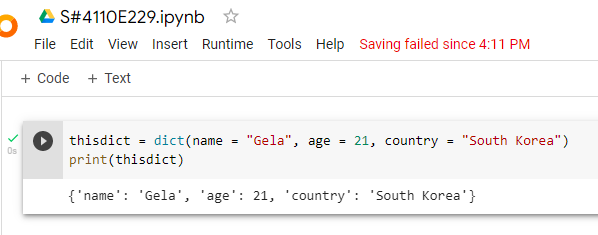 S#4110E229.ipynb
File Edit View Insert Runtime Tools Help Saving failed since 4:11 PM
+ Code + Text
thisdict = dict(name = "Gela", age = 21, country = "South Korea")
0s
print(thisdict)
{'name': 'Gela', 'age': 21, 'country': 'South Korea'}